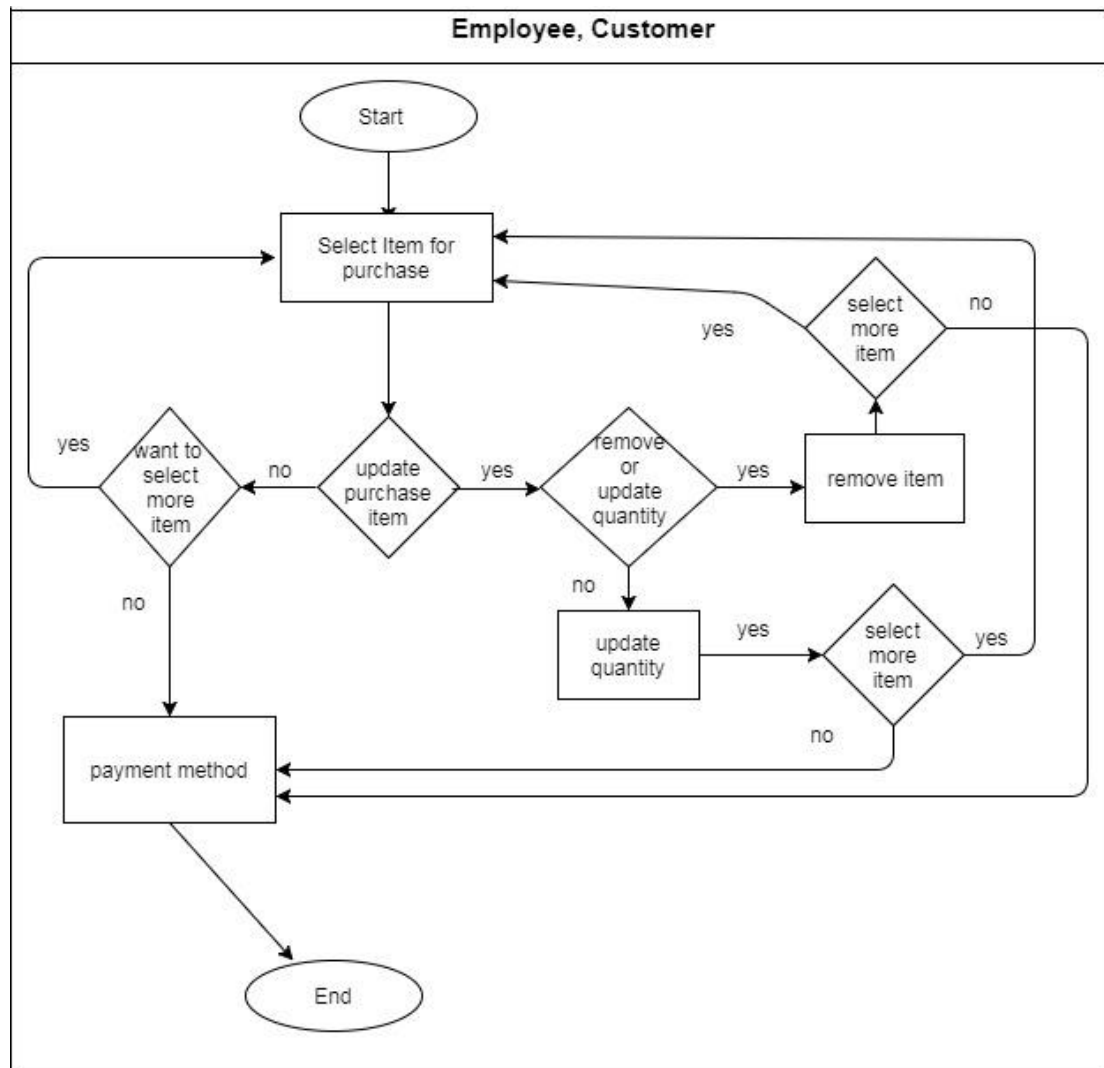 Employee, Customer
Start
Select Item for
purchase
select
more
item
no
yes
want to
select
more
item
yes
no
update
purchase
item
yes
remove
or
update
quantity
yes
remove item
no
no
update
quantity
yes
select
more
item
yes
no
payment method
End